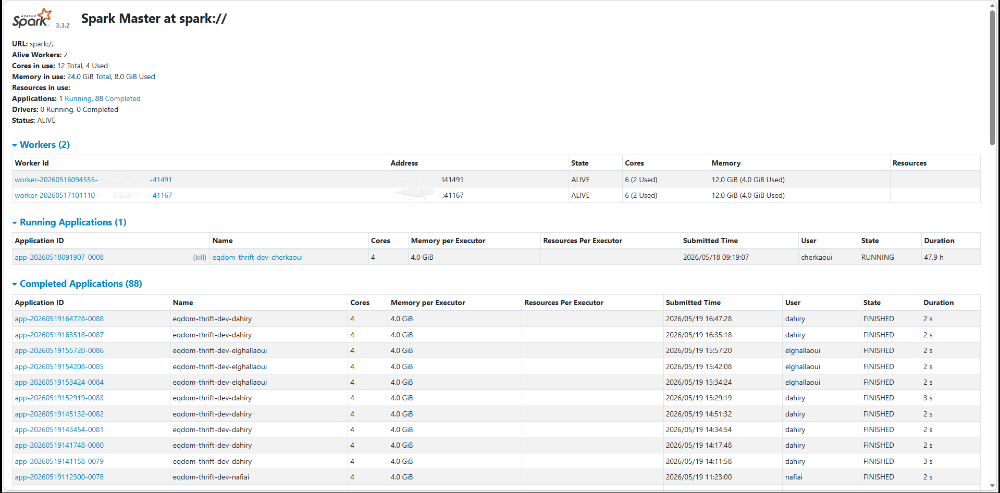 APACHE
Spark 3.3.2 Spark Master at spark://
URL: spark://
Alive Workers: 2
Cores in use: 12 Total, 4 Used
Memory in use: 24.0 GiB Total, 8.0 GiB Used
Resources in use:
Applications: 1 Running, 88 Completed
Drivers: 0 Running, 0 Completed
Status: ALIVE
Workers (2)
Worker Id Address State Cores Memory Resources
worker-20260516094555- -41491 141491 ALIVE 6 (2 Used) 12.0 GiB (4.0 GiB Used)
worker-20260517101110- -41167 :41167 ALIVE 6 (2 Used) 12.0 GiB (4.0 GiB Used)
Running Applications (1)
Application ID Name Cores Memory per Executor Resources Per Executor Submitted Time User State Duration
app-20260518091907-0008 (kill) eqdom-thrift-dev-cherkaoui 4 4.0 GiB 2026/05/18 09:19:07 cherkaoui RUNNING 47,9 h
Completed Applications (88)
Application ID Name Cores Memory per Executor Resources Per Executor Submitted Time User State Duration
app-20260519164728-0088 eqdom-thrift-dev-dahiry 4 4.0 GiB 2026/05/19 16:47:28 dahiry FINISHED 2 s
app-20260519163518-0087 eqdom-thrift-dev-dahiry 4 4.0 GiB 2026/05/19 16:35:18 dahiry FINISHED 2 s
app-20260519155720-0086 eqdom-thrift-dev-elghallaoui 4 4.0 GiB 2026/05/19 15:57:20 elghallaoui FINISHED 2 s
app-20260519154208-0085 eqdom-thrift-dev-elghallaoui 4 4.0 GiB 2026/05/19 15:42:08 elghallaoui FINISHED 2 s
app-20260519153424-0084 eqdom-thrift-dev-elghallaoui 4 4.0 GiB 2026/05/19 15:34:24 elghallaoui FINISHED 2 s
app-20260519152919-0083 eqdom-thrift-dev-dahiry 4 4.0 GiB 2026/05/19 15:29:19 dahiry FINISHED 3 s
app-20260519145132-0082 eqdom-thrift-dev-dahiry 4 4.0 GiB 2026/05/19 14:51:32 dahiry FINISHED 2 s
app-20260519143454-0081 eqdom-thrift-dev-dahiry 4 4.0 GiB 2026/05/19 14:34:54 dahiry FINISHED 2 s
app-20260519141748-0080 eqdom-thrift-dev-dahiry 4 4.0 GiB 2026/05/19 14:17:48 dahiry FINISHED 2 s
app-20260519141158-0079 eqdom-thrift-dev-dahiry 4 4.0 GiB 2026/05/19 14:11:58 dahiry FINISHED 3 s
app-20260519112300-0078 eqdom-thrift-dev-nafiai 4 4.0 GiB 2026/05/19 11:23:00 nafiai FINISHED 2 s